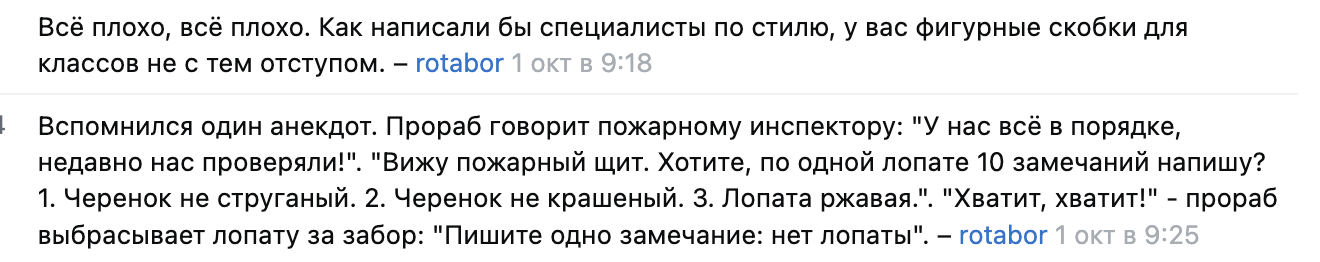 Всё плохо, всё плохо. Как написали бы специалисты по стилю, у вас фигурные скобки для
классов не с тем отступом. – rotabor 1 окт в 9:18
Вспомнился один анекдот. Прораб говорит пожарному инспектору: "У нас всё в порядке,
недавно нас проверяли!". "Вижу пожарный щит. Хотите, по одной лопате 10 замечаний напишу?
1. Черенок не струганый. 2. Черенок не крашеный. 3. Лопата ржавая.". "Хватит, хватит!" - прораб
выбрасывает лопату за забор: "Пишите одно замечание: нет лопаты". – rotabor 1 окт в 9:25